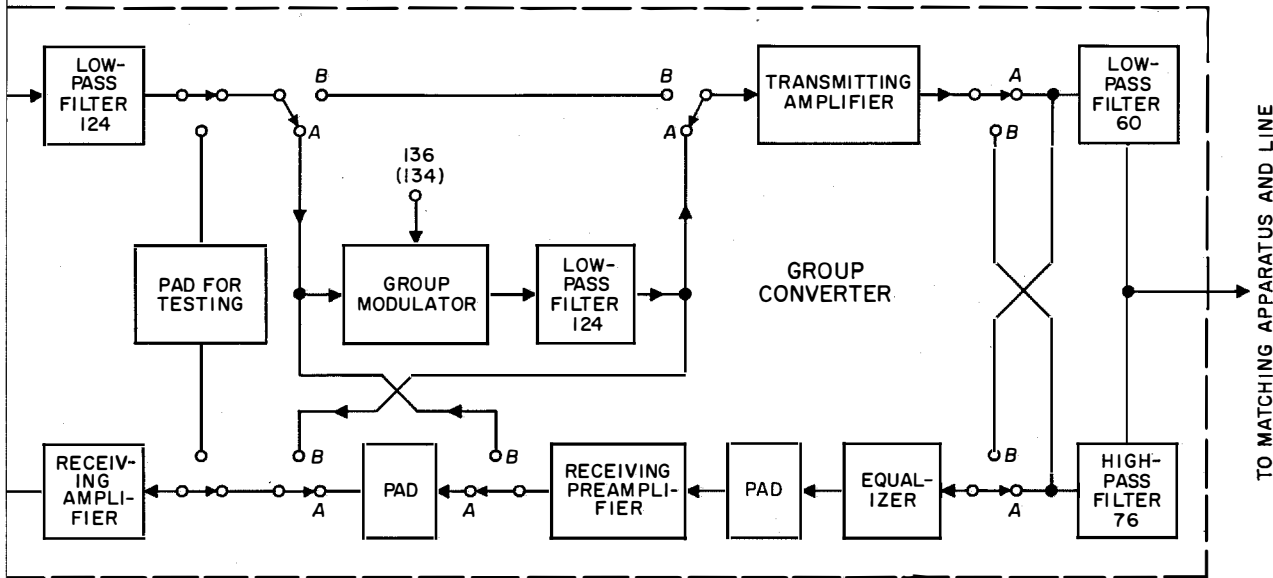 LOW-
PASS
FILTER
124
B
A
136
(134)
B
A
TRANSMITTING
AMPLIFIER
A
B
LOW-
PASS
FILTER
60
PAD FOR
TESTING
GROUP
MODULATOR
LOW-
PASS
FILTER
124
GROUP
CONVERTER
TO MATCHING APPARATUS AND LINE
RECEIV-
ING
AMPLI-
FIER
B
A
PAD
B
A
RECEIVING
PREAMPLI-
FIER
PAD
EQUAL-
IZER
B
A
HIGH-
PASS
FILTER
76